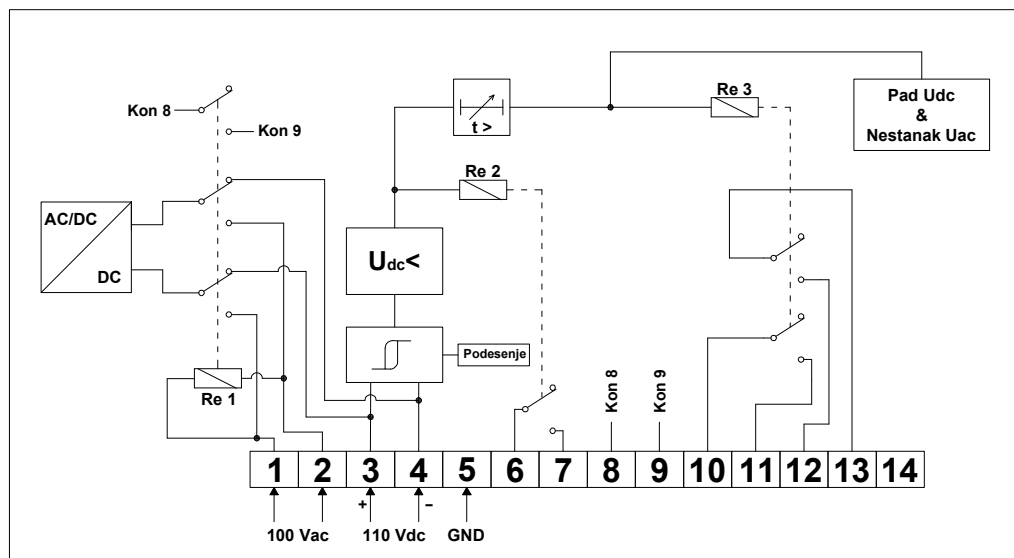 Kon 8
Kon 9
AC/DC
DC
Re 1
t >
Re 2
Udc<
Podesenje
Re 3
Pad Udc
&
Nestanak Uac
Kon 8
Kon 9
1 2 3 4 5 6 7 8 9 10 11 12 13 14
+ −
100 Vac 110 Vdc GND